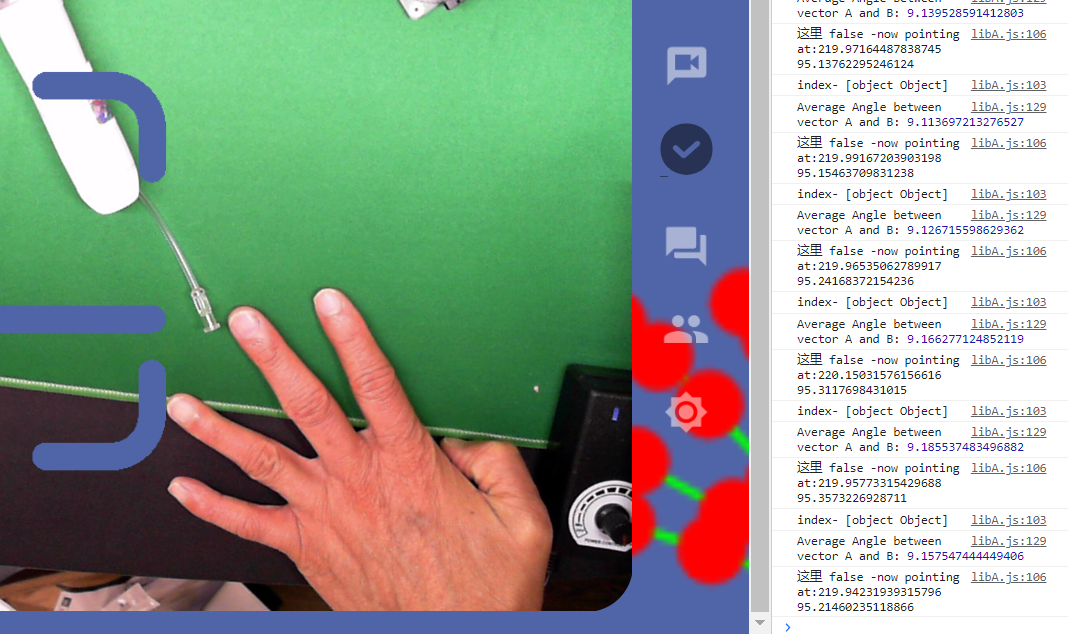 vector A and B: 9.139528591412803
这里 false -now pointing libA.js:106
at:219.97164487838745
95.13762295246124
index- [object Object] libA.js:103
Average Angle between libA.js:129
vector A and B: 9.113697213276527
这里 false -now pointing libA.js:106
at:219.99167203903198
95.15463709831238
index- [object Object] libA.js:103
Average Angle between libA.js:129
vector A and B: 9.126715598629362
这里 false -now pointing libA.js:106
at:219.96535062789917
95.24168372154236
index- [object Object] libA.js:103
Average Angle between libA.js:129
vector A and B: 9.166277124852119
这里 false -now pointing libA.js:106
at:220.15031576156616
95.3117698431015
index- [object Object] libA.js:103
Average Angle between libA.js:129
vector A and B: 9.185537483496882
这里 false -now pointing libA.js:106
at:219.95773315429688
95.3573226928711
index- [object Object] libA.js:103
Average Angle between libA.js:129
vector A and B: 9.157547444449406
这里 false -now pointing libA.js:106
at:219.94231939315796
95.21460235118866